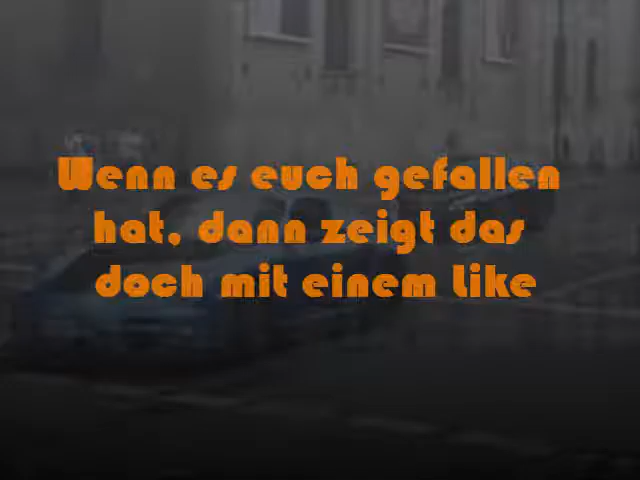 Wenn es euch gefallen
hat, dann zeigt das
doch mit einem Like